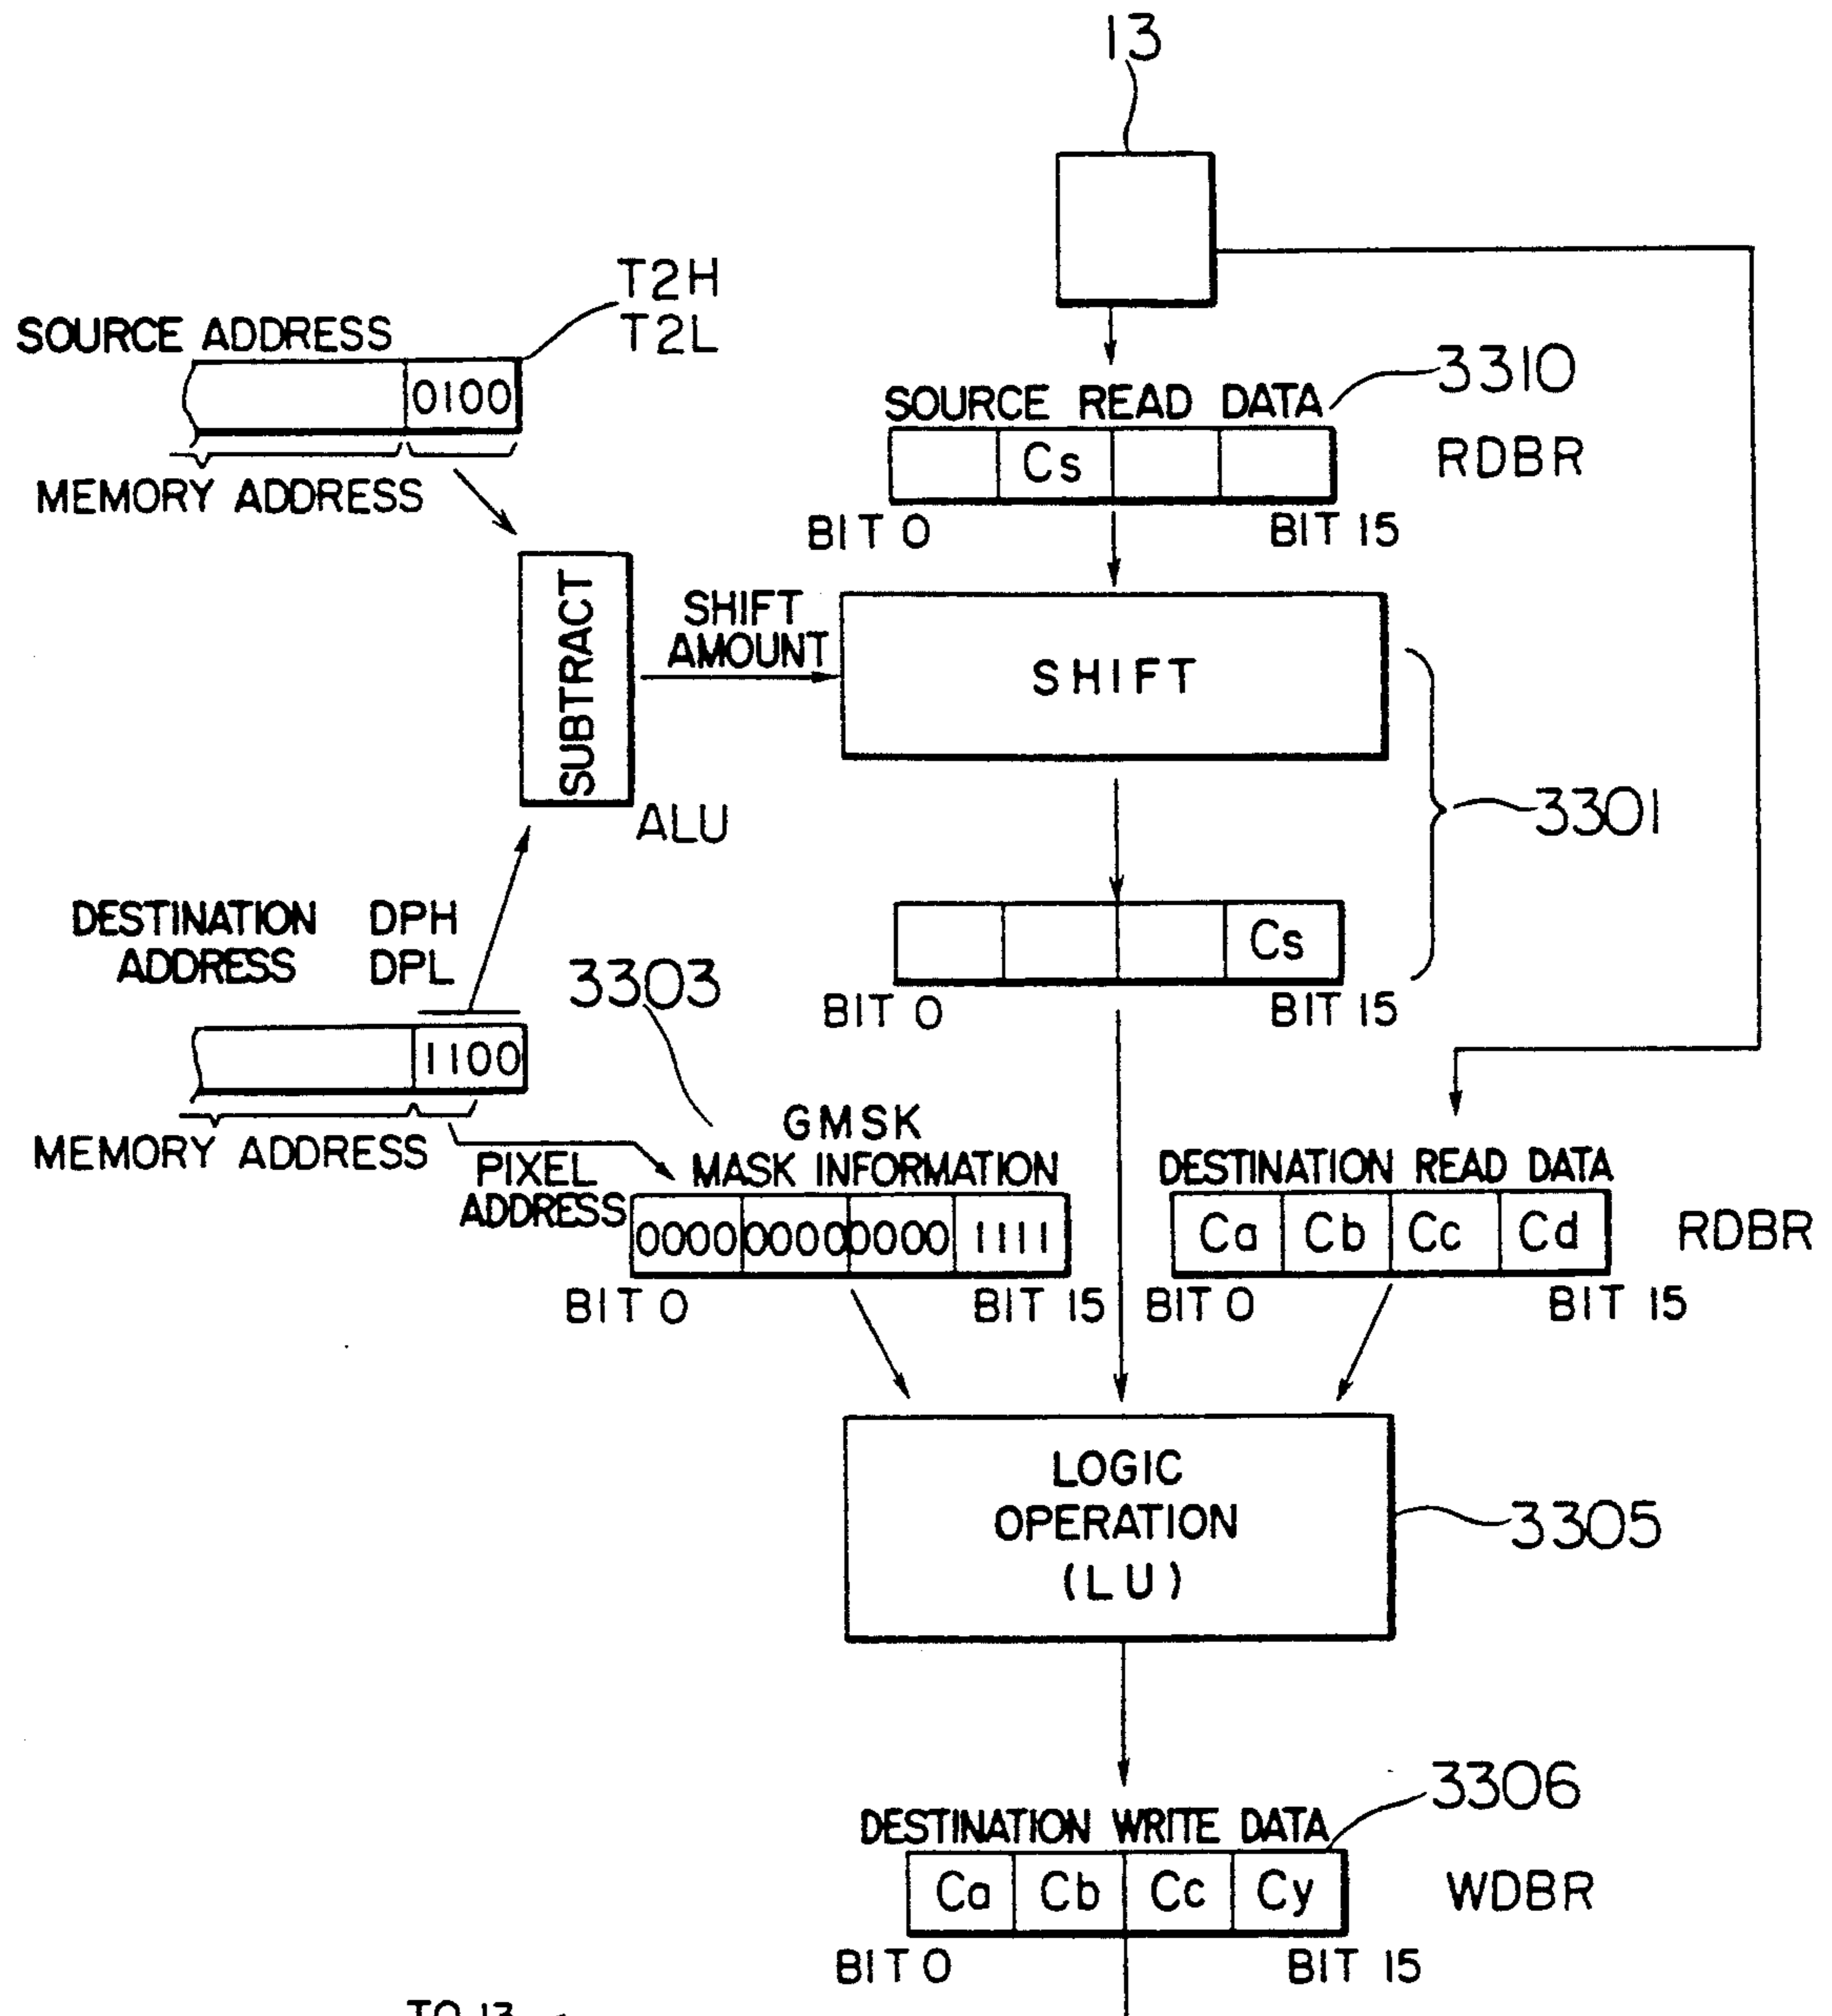 13
T2H
T2L
SOURCE ADDRESS
0100
MEMORY ADDRESS
3310
SOURCE READ DATA
RDBR
Cs
BIT 0
BIT 15
SUBTRACT
ALU
SHIFT
AMOUNT
SHIFT
3301
Cs
BIT 0
BIT 15
DESTINATION
ADDRESS
DPH
DPL
1100
MEMORY ADDRESS
3303
PIXEL
ADDRESS
GMSK
MASK INFORMATION
0000 0000 0000 1111
BIT 0
BIT 15
DESTINATION READ DATA
Ca Cb Cc Cd
RDBR
BIT 0
BIT 15
LOGIC
OPERATION
(LU)
3305
3306
DESTINATION WRITE DATA
Ca Cb Cc Cy
WDBR
BIT 0
BIT 15
TO 13